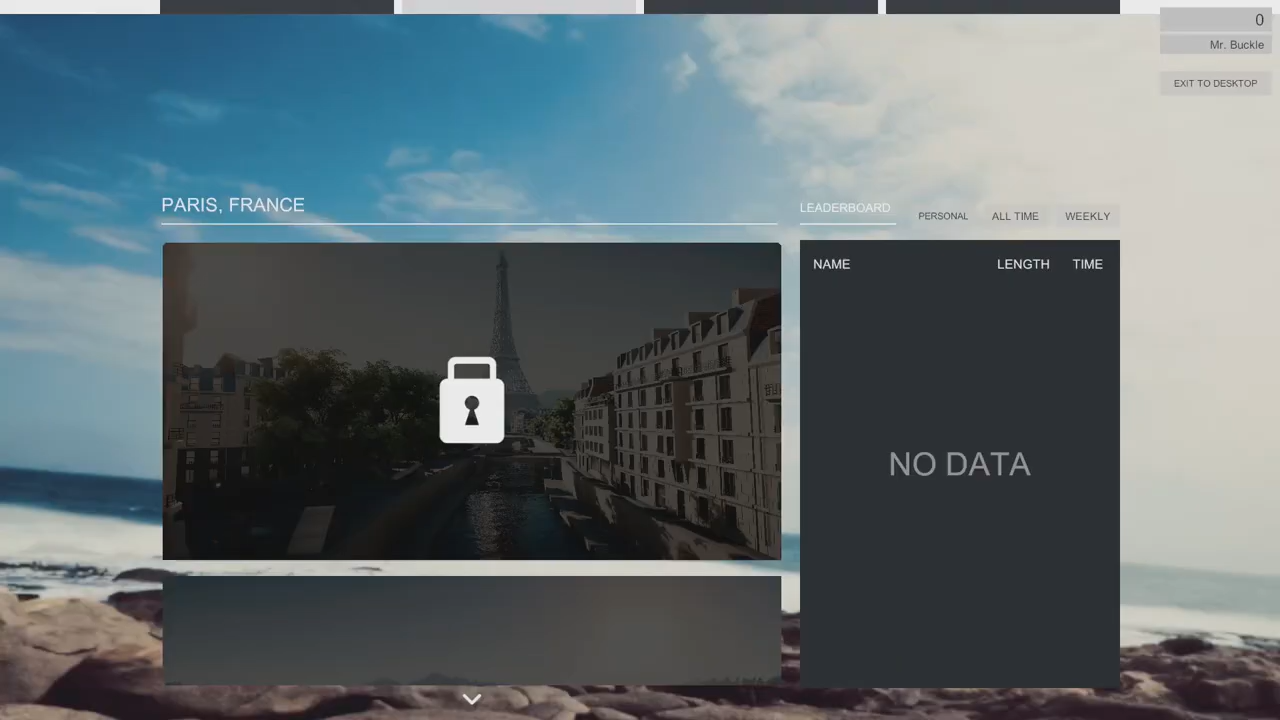 0
Mr. Buckle
EXIT TO DESKTOP
PARIS, FRANCE
LEADERBOARD
PERSONAL
ALL TIME
WEEKLY
NAME LENGTH TIME
NO DATA